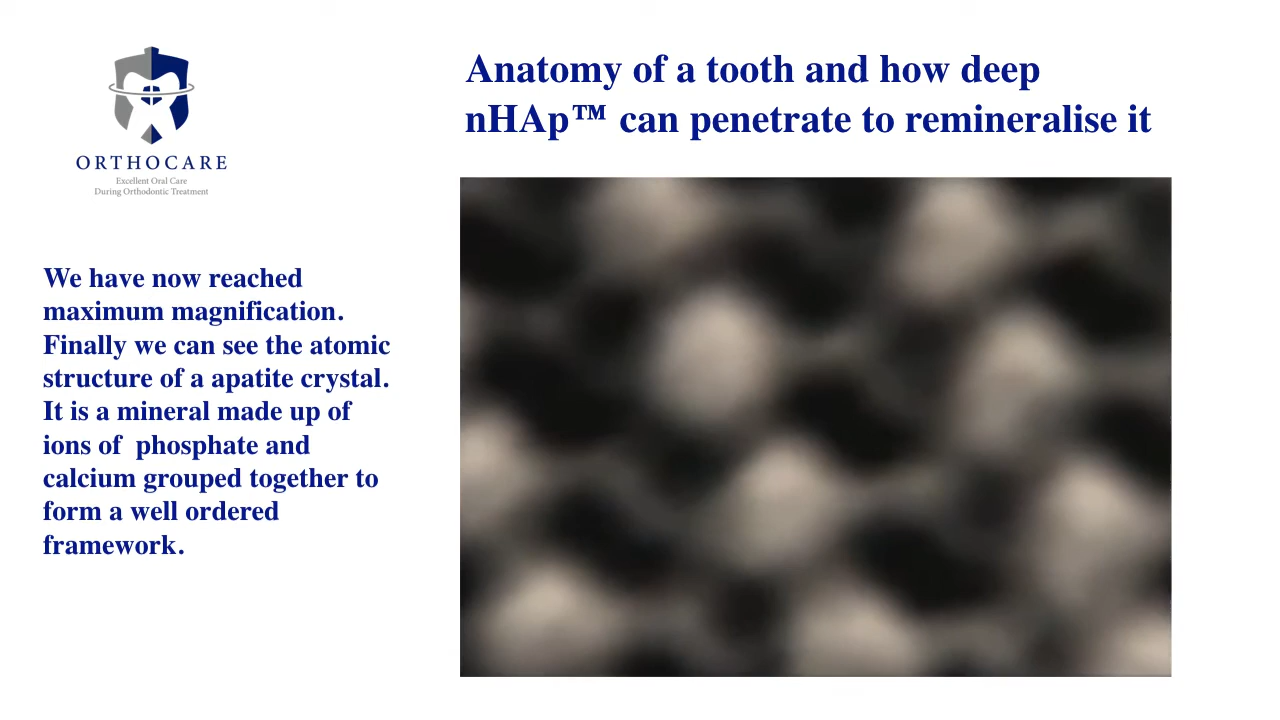 ORTHOCARE
Excellent Oral Care
During Orthodontic Treatment
Anatomy of a tooth and how deep
nHAp™ can penetrate to remineralise it
We have now reached
maximum magnification.
Finally we can see the atomic
structure of a apatite crystal.
It is a mineral made up of
ions of  phosphate and
calcium grouped together to
form a well ordered
framework.